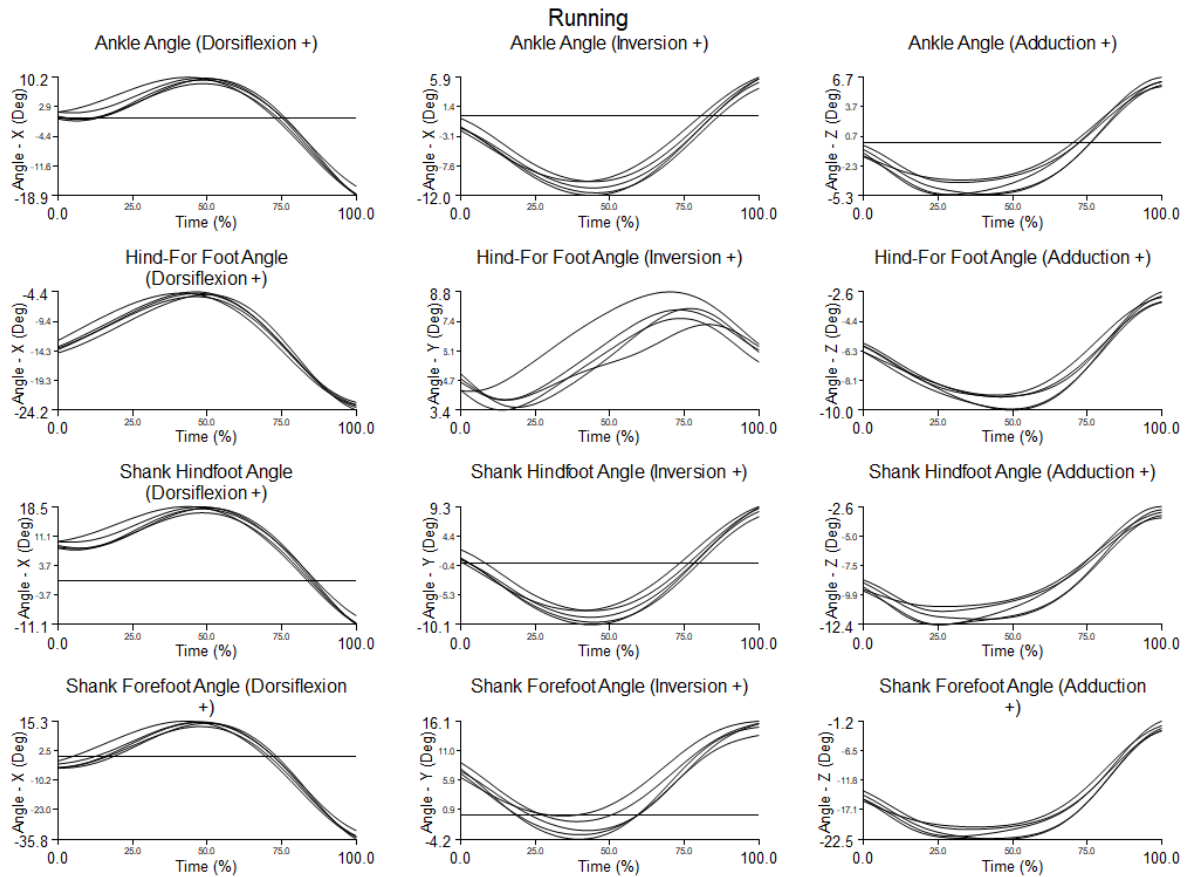 Running
Ankle Angle (Dorsiflexion +)
Ankle Angle (Inversion +)
Ankle Angle (Adduction +)
Angle - X (Deg)
10.2
2.9
-4.4
-11.6
-18.9
0.0 25.0 50.0 75.0 100.0
Time (%)
Angle - X (Deg)
5.9
1.4
-3.1
-7.6
-12.0
0.0 25.0 50.0 75.0 100.0
Time (%)
Angle - Z (Deg)
6.7
3.7
0.7
-2.3
-5.3
0.0 25.0 50.0 75.0 100.0
Time (%)
Hind-For Foot Angle
(Dorsiflexion +)
Hind-For Foot Angle (Inversion +)
Hind-For Foot Angle (Adduction +)
Angle - X (Deg)
-4.4
-9.4
-14.3
-19.3
-24.2
0.0 25.0 50.0 75.0 100.0
Time (%)
Angle - Y (Deg)
8.8
7.4
6.1
4.7
3.4
0.0 25.0 50.0 75.0 100.0
Time (%)
Angle - Z (Deg)
-2.6
-4.4
-6.3
-8.1
-10.0
0.0 25.0 50.0 75.0 100.0
Time (%)
Shank Hindfoot Angle
(Dorsiflexion +)
Shank Hindfoot Angle (Inversion +)
Shank Hindfoot Angle (Adduction +)
Angle - X (Deg)
18.5
11.1
3.7
-3.7
-11.1
0.0 25.0 50.0 75.0 100.0
Time (%)
Angle - Y (Deg)
9.3
4.4
-0.4
-5.3
-10.1
0.0 25.0 50.0 75.0 100.0
Time (%)
Angle - Z (Deg)
-2.6
-5.0
-7.5
-9.9
-12.4
0.0 25.0 50.0 75.0 100.0
Time (%)
Shank Forefoot Angle (Dorsiflexion
+)
Shank Forefoot Angle (Inversion +)
Shank Forefoot Angle (Adduction
+)
Angle - X (Deg)
15.3
2.5
-10.2
-23.0
-35.8
0.0 25.0 50.0 75.0 100.0
Time (%)
Angle - Y (Deg)
16.1
11.0
5.9
0.9
-4.2
0.0 25.0 50.0 75.0 100.0
Time (%)
Angle - Z (Deg)
-1.2
-6.5
-11.8
-17.1
-22.5
0.0 25.0 50.0 75.0 100.0
Time (%)